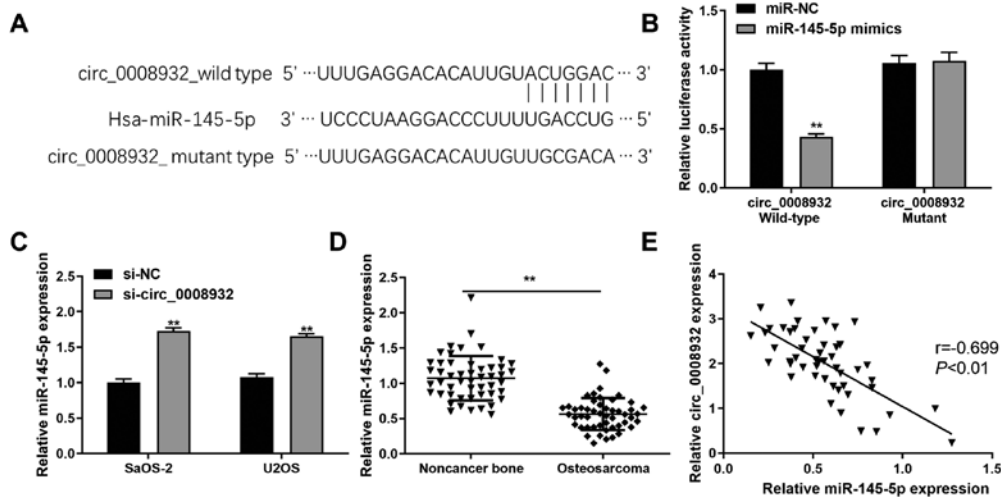 A
circ_0008932_wild type 5' ··· UUUGAGGACACAUUGUACUGGAC ··· 3'
Hsa-miR-145-5p 3' ··· UCCCUAAGGACCCUUUUGACCUG ··· 5'
circ_0008932_ mutant type 5' ··· UUUGAGGACACAUUGUUGCGACA ··· 3'
B
miR-NC
miR-145-5p mimics
Relative luciferase activity
1.5
1.0
0.5
0.0
**
circ_0008932 circ_0008932
Wild-type Mutant
C
si-NC
si-circ_0008932
Relative miR-145-5p expression
2.5
2.0
1.5
1.0
0.5
0.0
** **
SaOS-2 U2OS
D
Relative miR-145-5p expression
2.5
2.0
1.5
1.0
0.5
0.0
**
Noncancer bone Osteosarcoma
E
Relative circ_0008932 expression
4
3
2
1
0
r=-0.699
P<0.01
0.0 0.5 1.0 1.5
Relative miR-145-5p expression